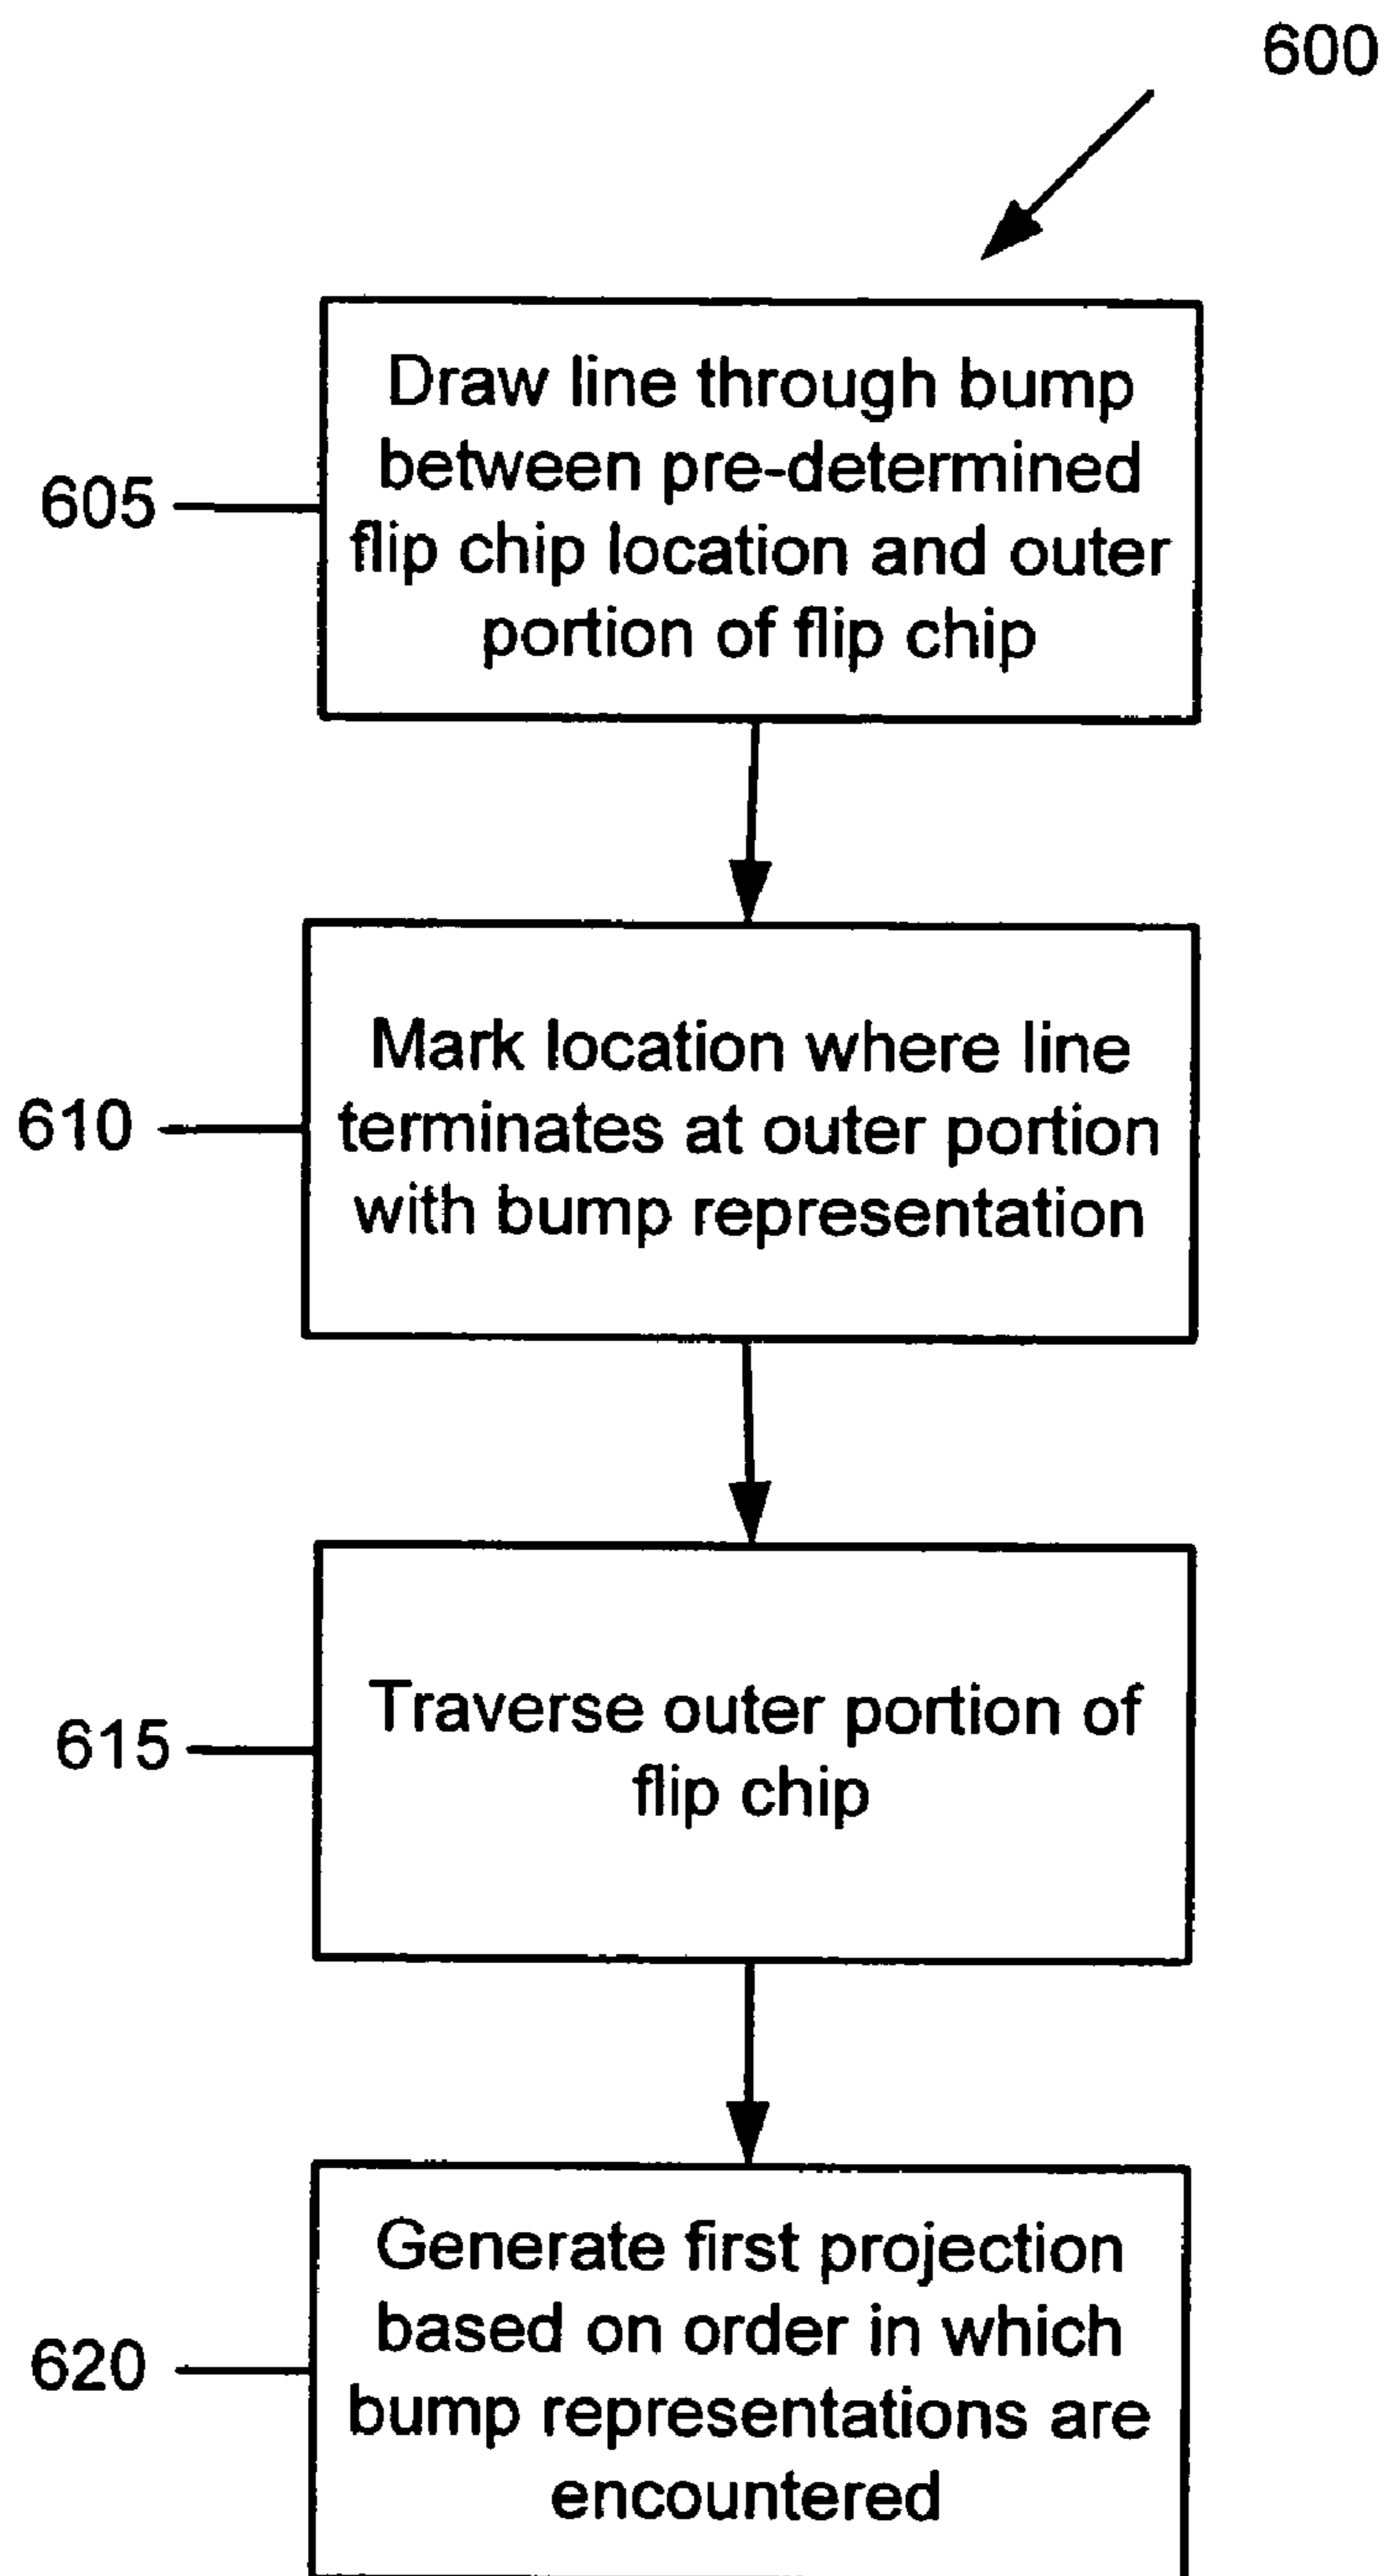 600
Draw line through bump
between pre-determined
flip chip location and outer
portion of flip chip
605
Mark location where line
terminates at outer portion
with bump representation
610
Traverse outer portion of
flip chip
615
Generate first projection
based on order in which
bump representations are
encountered
620